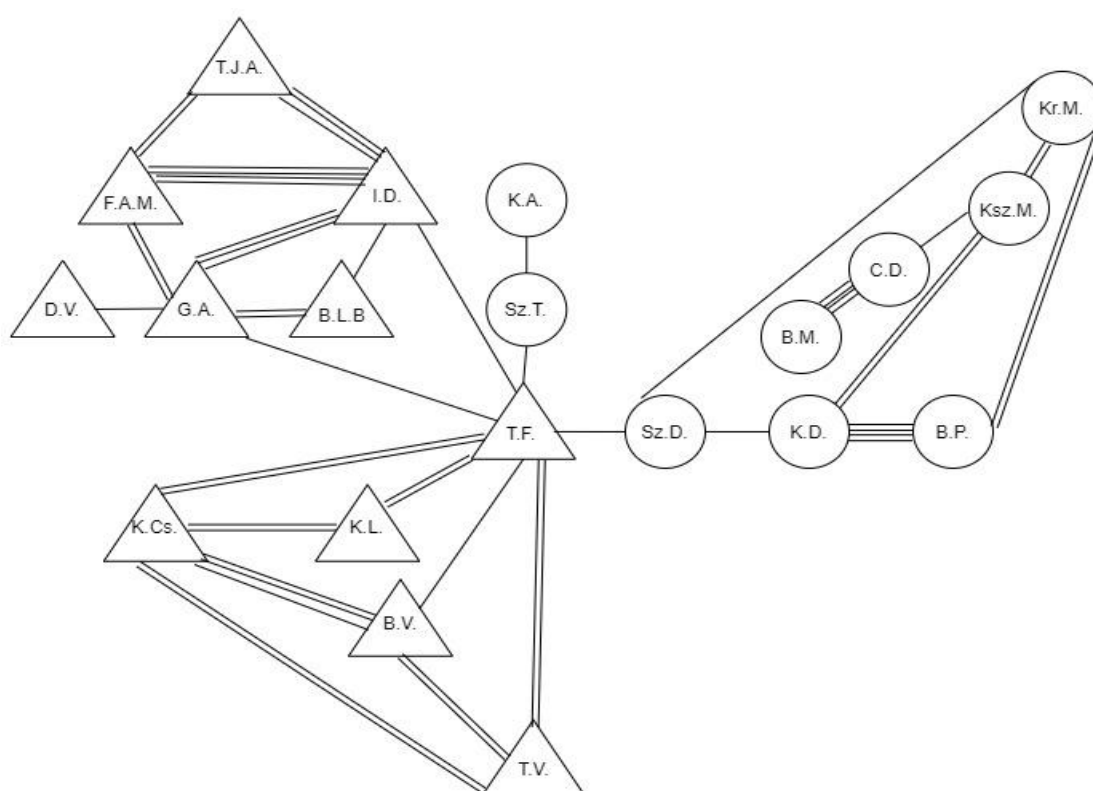 T.J.A.
Kr.M.
F.A.M.
I.D.
K.A.
Ksz.M.
C.D.
D.V.
G.A.
B.L.B
Sz.T.
B.M.
T.F.
Sz.D.
K.D.
B.P.
K.Cs.
K.L.
B.V.
T.V.